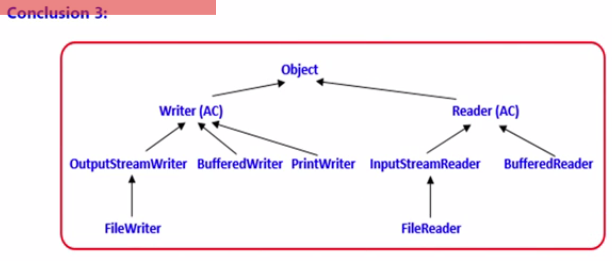 Conclusion 3:
Object
Writer (AC) Reader (AC)
OutputStreamWriter BufferedWriter PrintWriter InputStreamReader BufferedReader
FileWriter FileReader